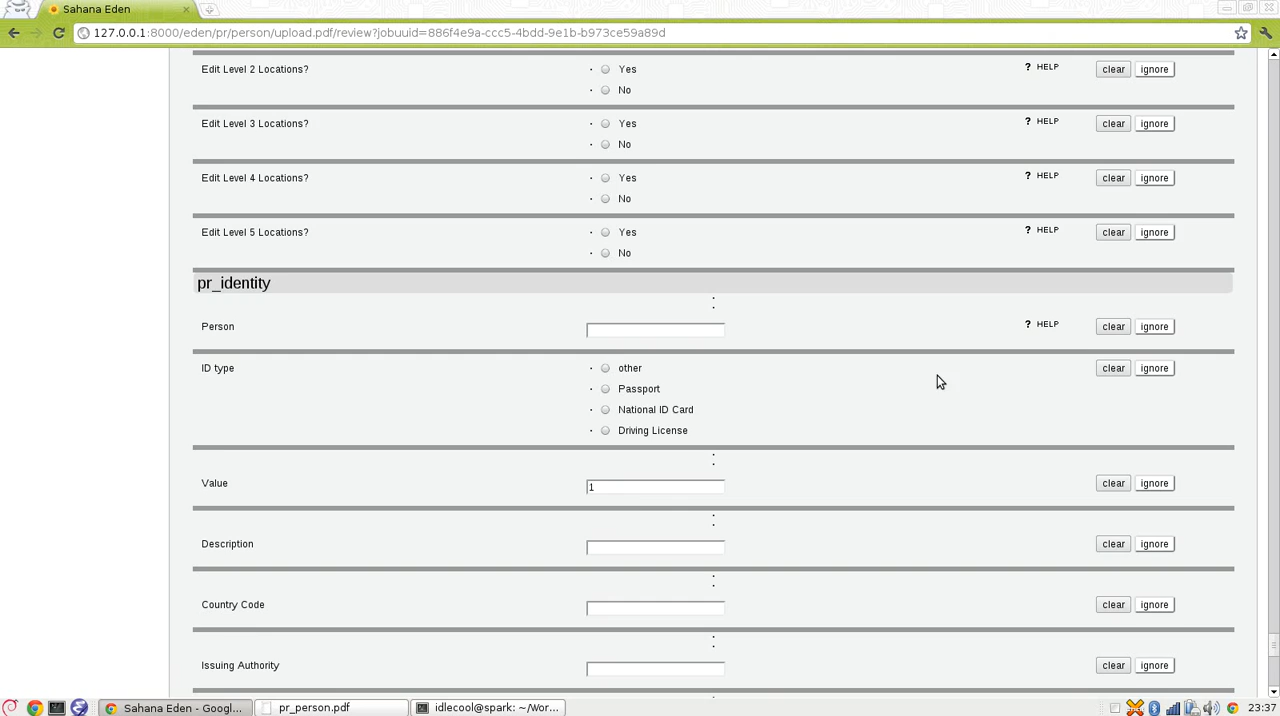 Sahana Eden
127.0.0.1:8000/eden/pr/person/upload.pdf/review?jobuuid=886f4e9a-ccc5-4bdd-9e1b-b973ce59a89d
Edit Level 2 Locations? Yes ? HELP clear ignore
No
Edit Level 3 Locations? Yes ? HELP clear ignore
No
Edit Level 4 Locations? Yes ? HELP clear ignore
No
Edit Level 5 Locations? Yes ? HELP clear ignore
No
pr_identity
:
Person ? HELP clear ignore
ID type other clear ignore
Passport
National ID Card
Driving License
:
Value 1 clear ignore
:
Description clear ignore
:
Country Code clear ignore
:
Issuing Authority clear ignore
Sahana Eden - Googl... pr_person.pdf idlecool@spark: ~/Wor... 23:37